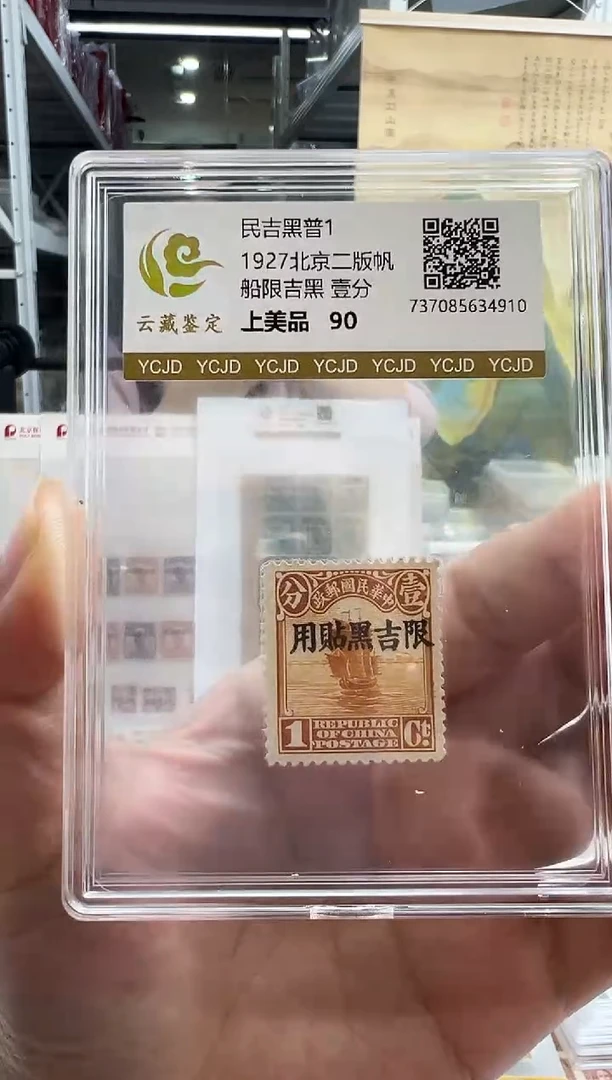 民吉黑普1
1927北京二版帆
船限吉黑 壹分
上美品 90
云藏鉴定
737085634910
YCJD YCJD YCJD YCJD YCJD YCJD YCJD
分 政郵國民華中 壹
用貼黑吉限
1 REPUBLIC OF CHINA POSTAGE Ct.